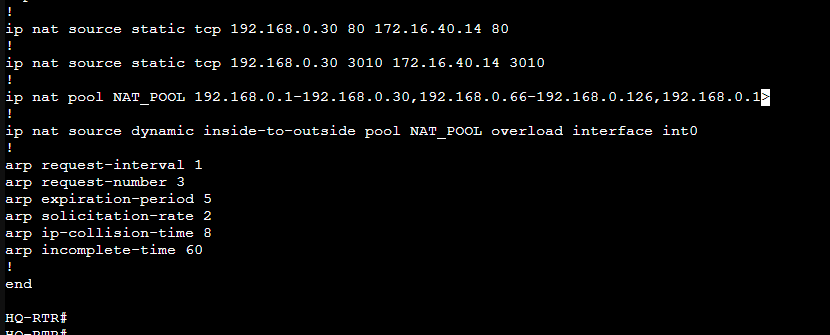 !
ip nat source static tcp 192.168.0.30 80 172.16.40.14 80
!
ip nat source static tcp 192.168.0.30 3010 172.16.40.14 3010
!
ip nat pool NAT_POOL 192.168.0.1-192.168.0.30,192.168.0.66-192.168.0.126,192.168.0.1>
!
ip nat source dynamic inside-to-outside pool NAT_POOL overload interface int0
!
arp request-interval 1
arp request-number 3
arp expiration-period 5
arp solicitation-rate 2
arp ip-collision-time 8
arp incomplete-time 60
!
end
HQ-RTR#
HQ-RTR#